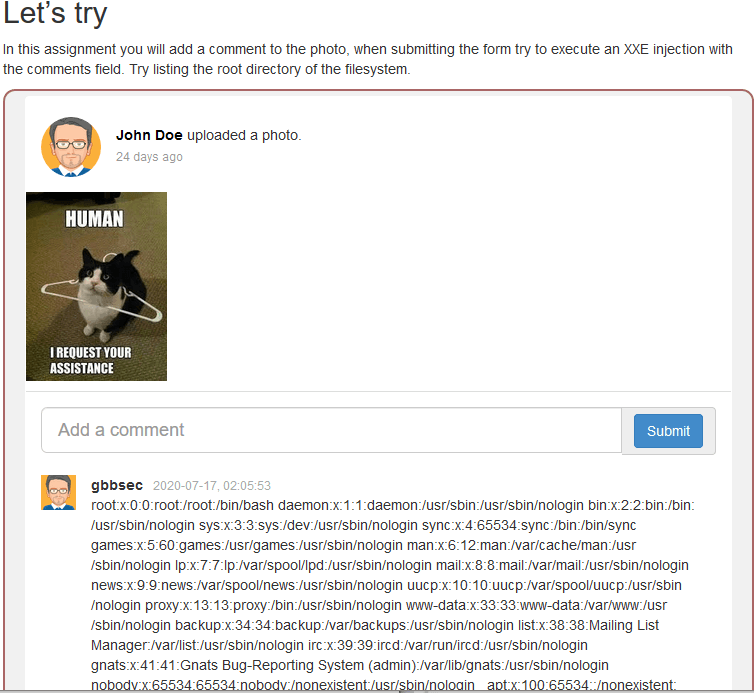 Let's try
In this assignment you will add a comment to the photo, when submitting the form try to execute an XXE injection with
the comments field. Try listing the root directory of the filesystem.
John Doe uploaded a photo.
24 days ago
HUMAN
I REQUEST YOUR
ASSISTANCE
Add a comment
Submit
gbbsec 2020-07-17, 02:05:53
root:x:0:0:root:/root:/bin/bash daemon:x:1:1:daemon:/usr/sbin:/usr/sbin/nologin bin:x:2:2:bin:/bin:
/usr/sbin/nologin sys:x:3:3:sys:/dev:/usr/sbin/nologin sync:x:4:65534:sync:/bin:/bin/sync
games:x:5:60:games:/usr/games:/usr/sbin/nologin man:x:6:12:man:/var/cache/man:/usr
/sbin/nologin lp:x:7:7:lp:/var/spool/lpd:/usr/sbin/nologin mail:x:8:8:mail:/var/mail:/usr/sbin/nologin
news:x:9:9:news:/var/spool/news:/usr/sbin/nologin uucp:x:10:10:uucp:/var/spool/uucp:/usr/sbin
/nologin proxy:x:13:13:proxy:/bin:/usr/sbin/nologin www-data:x:33:33:www-data:/var/www:/usr
/sbin/nologin backup:x:34:34:backup:/var/backups:/usr/sbin/nologin list:x:38:38:Mailing List
Manager:/var/list:/usr/sbin/nologin irc:x:39:39:ircd:/var/run/ircd:/usr/sbin/nologin
gnats:x:41:41:Gnats Bug-Reporting System (admin):/var/lib/gnats:/usr/sbin/nologin
nobody:x:65534:65534:nobody:/nonexistent:/usr/sbin/nologin _apt:x:100:65534::/nonexistent: